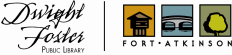 Dwight
Foster
PUBLIC LIBRARY
FORT • ATKINSON